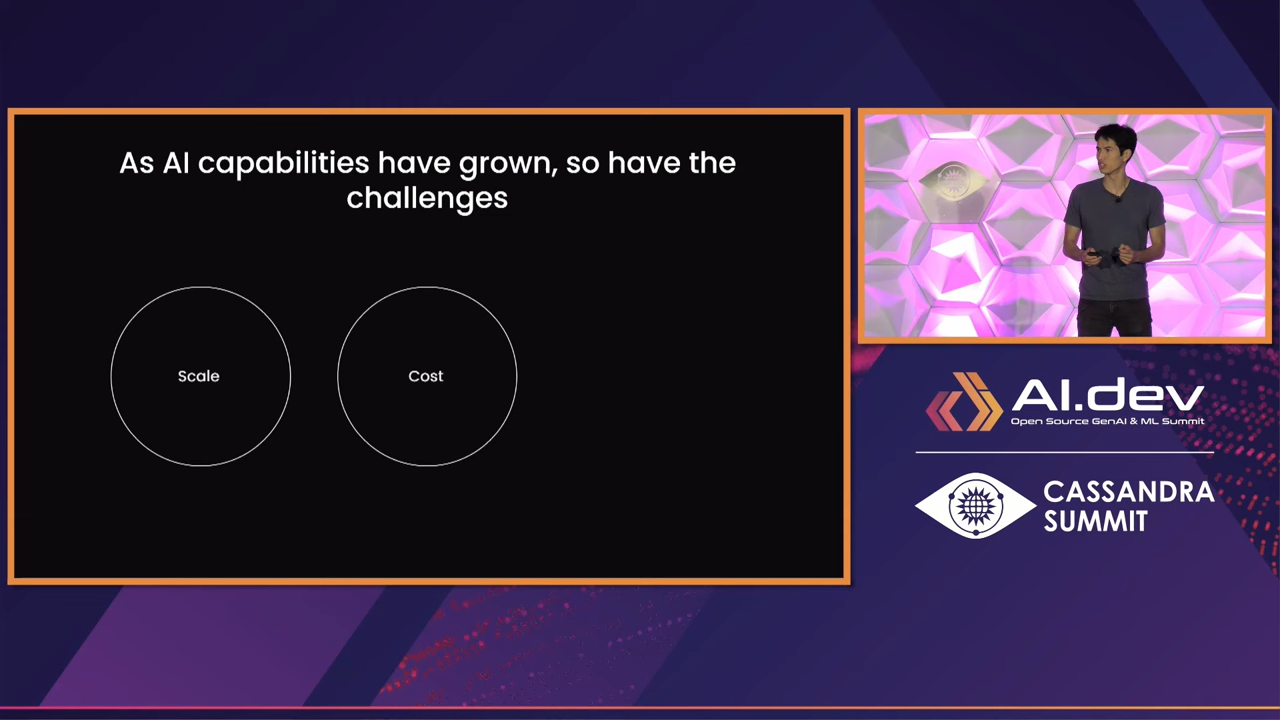 As AI capabilities have grown, so have the
challenges
Scale
Cost
AI.dev
Open Source GenAI & ML Summit
CASSANDRA
SUMMIT